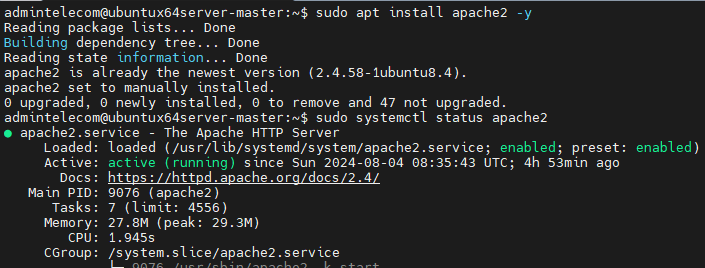 admintelecom@ubuntux64server-master:~$ sudo apt install apache2 -y
Reading package lists... Done
Building dependency tree... Done
Reading state information... Done
apache2 is already the newest version (2.4.58-1ubuntu8.4).
apache2 set to manually installed.
0 upgraded, 0 newly installed, 0 to remove and 47 not upgraded.
admintelecom@ubuntux64server-master:~$ sudo systemctl status apache2
● apache2.service - The Apache HTTP Server
Loaded: loaded (/usr/lib/systemd/system/apache2.service; enabled; preset: enabled)
Active: active (running) since Sun 2024-08-04 08:35:43 UTC; 4h 53min ago
Docs: https://httpd.apache.org/docs/2.4/
Main PID: 9076 (apache2)
Tasks: 7 (limit: 4556)
Memory: 27.8M (peak: 29.3M)
CPU: 1.945s
CGroup: /system.slice/apache2.service
9076 /usr/sbin/apache2 -k start